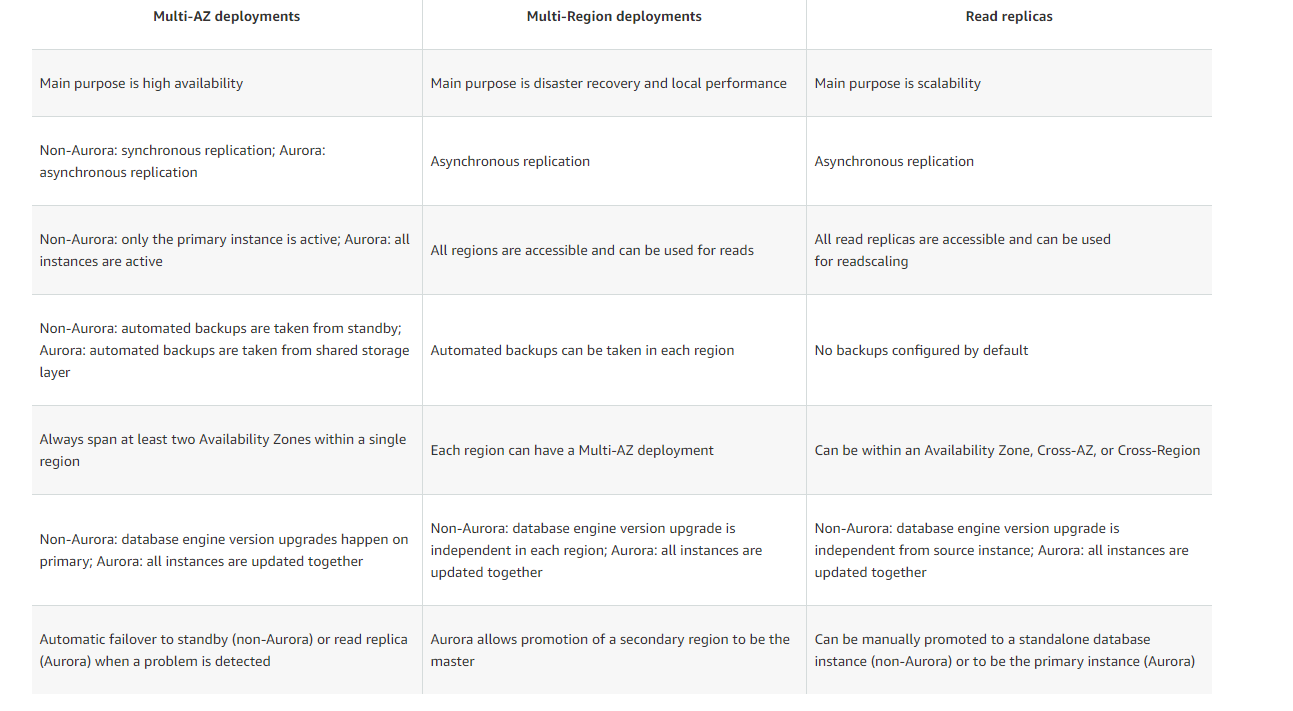 Multi-AZ deployments
Multi-Region deployments
Read replicas
Main purpose is high availability
Main purpose is disaster recovery and local performance
Main purpose is scalability
Non-Aurora: synchronous replication; Aurora:
asynchronous replication
Asynchronous replication
Asynchronous replication
Non-Aurora: only the primary instance is active; Aurora: all
instances are active
All regions are accessible and can be used for reads
All read replicas are accessible and can be used
for readscaling
Non-Aurora: automated backups are taken from standby;
Aurora: automated backups are taken from shared storage
layer
Automated backups can be taken in each region
No backups configured by default
Always span at least two Availability Zones within a single
region
Each region can have a Multi-AZ deployment
Can be within an Availability Zone, Cross-AZ, or Cross-Region
Non-Aurora: database engine version upgrades happen on
primary; Aurora: all instances are updated together
Non-Aurora: database engine version upgrade is
independent in each region; Aurora: all instances are
updated together
Non-Aurora: database engine version upgrade is
independent from source instance; Aurora: all instances are
updated together
Automatic failover to standby (non-Aurora) or read replica
(Aurora) when a problem is detected
Aurora allows promotion of a secondary region to be the
master
Can be manually promoted to a standalone database
instance (non-Aurora) or to be the primary instance (Aurora)